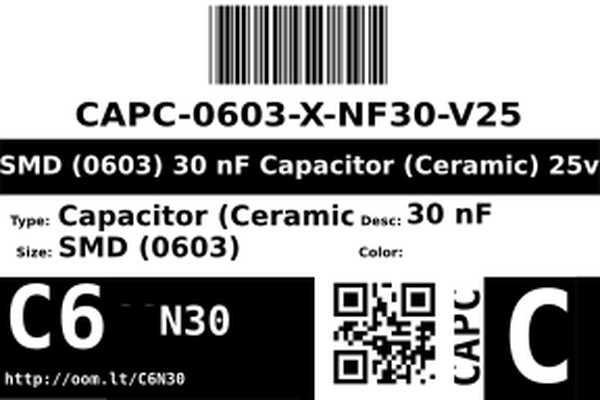 CAPC-0603-X-NF30-V25
SMD (0603) 30 nF Capacitor (Ceramic) 25v
Type: Capacitor (Ceramic Desc: 30 nF
Size: SMD (0603) Color:
C6 N30
CAPC
C
http://oom.lt/C6N30